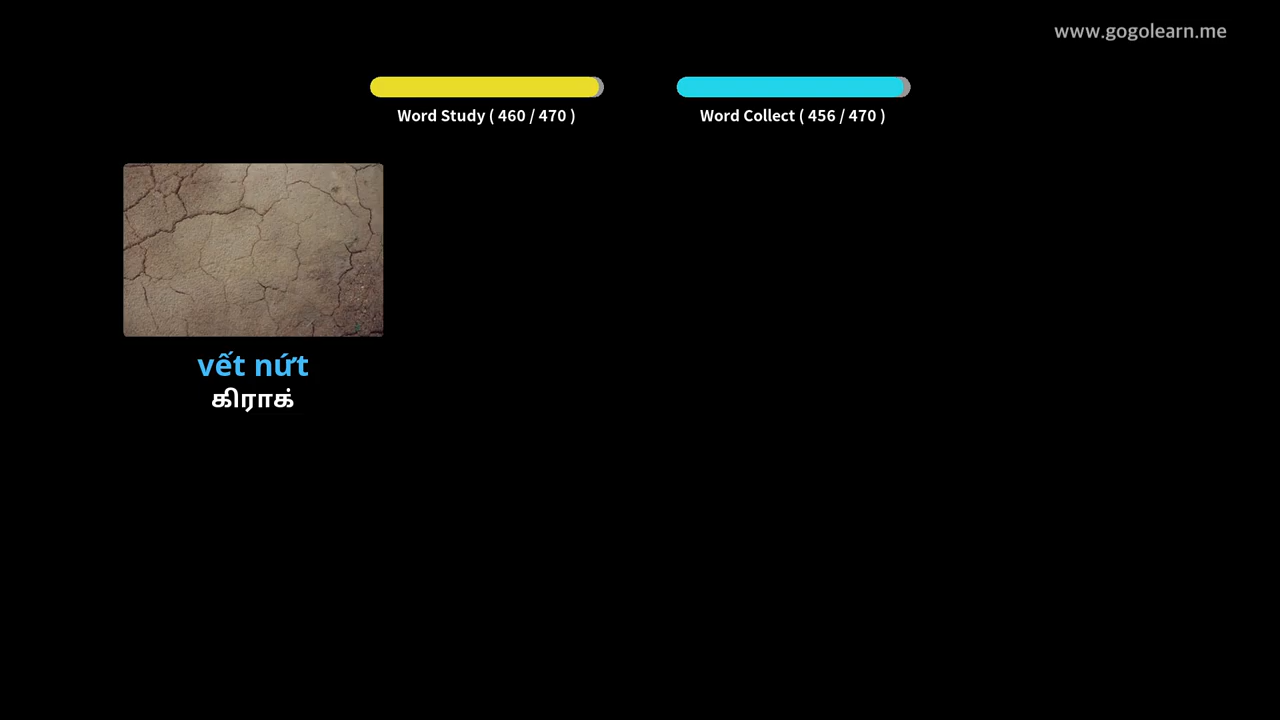 www.gogolearn.me
Word Study ( 460 / 470 )
Word Collect ( 456 / 470 )
vết nứt
கிராக்